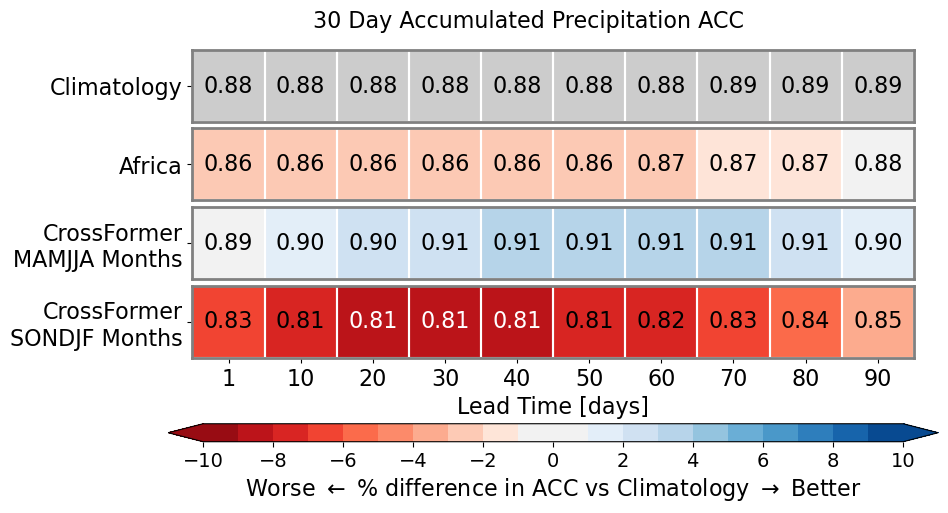 30 Day Accumulated Precipitation ACC
Climatology 0.88 0.88 0.88 0.88 0.88 0.88 0.88 0.89 0.89 0.89
Africa 0.86 0.86 0.86 0.86 0.86 0.86 0.87 0.87 0.87 0.88
CrossFormer
MAMJJA Months
0.89 0.90 0.90 0.91 0.91 0.91 0.91 0.91 0.91 0.90
CrossFormer
SONDJF Months
0.83 0.81 0.81 0.81 0.81 0.81 0.82 0.83 0.84 0.85
1 10 20 30 40 50 60 70 80 90
Lead Time [days]
−10 −8 −6 −4 −2 0 2 4 6 8 10
Worse ← % difference in ACC vs Climatology → Better